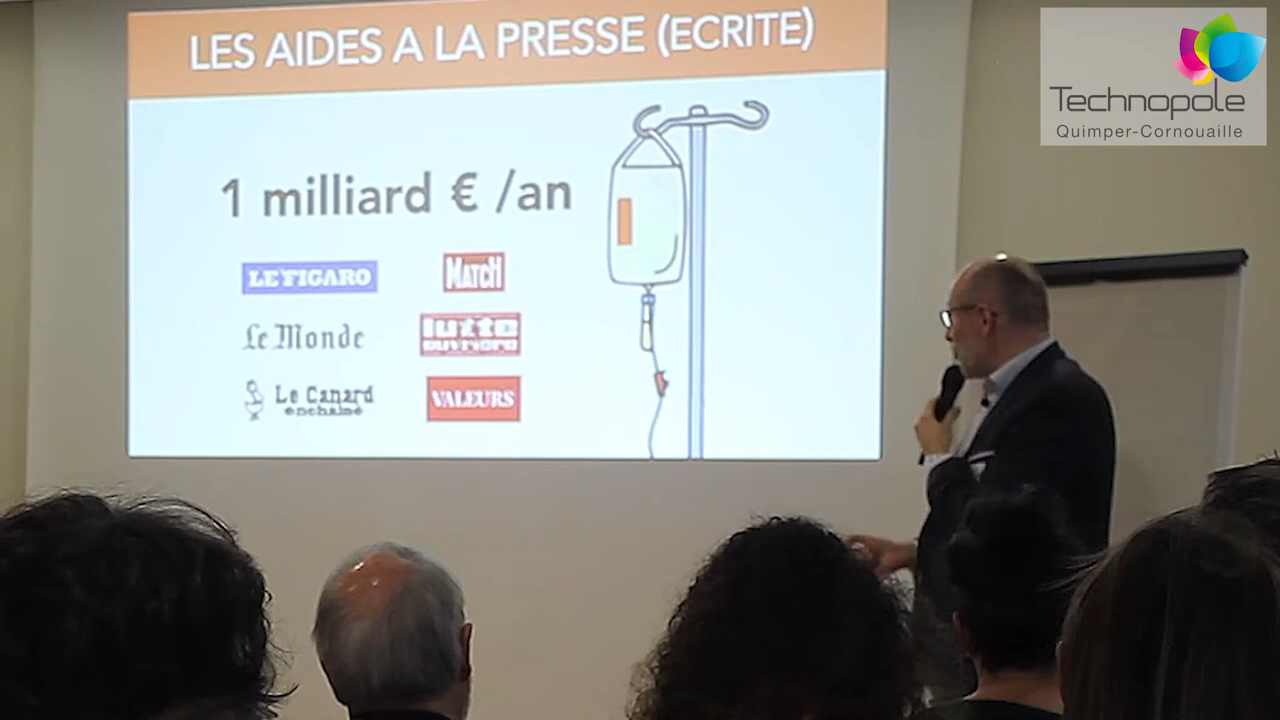 LES AIDES A LA PRESSE (ECRITE)
1 milliard € /an
LE FIGARO
MATCH
Le Monde
lutte
ouvrière
Le Canard
enchaîné
VALEURS
Technopole
Quimper-Cornouaille